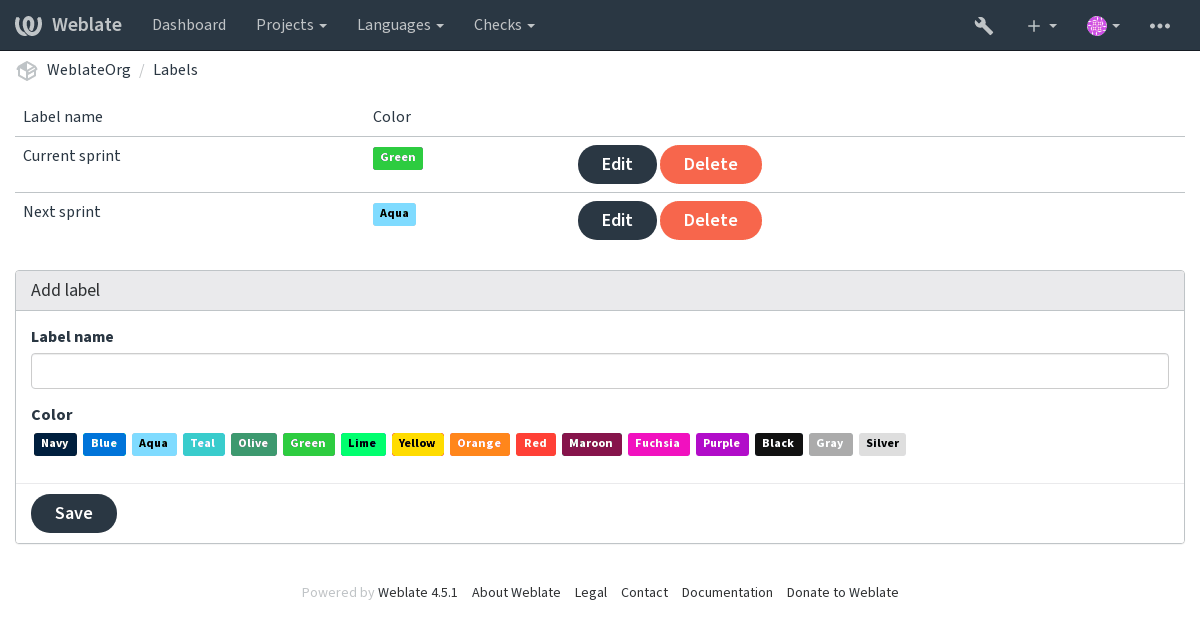 Weblate Dashboard Projects Languages Checks
WeblateOrg / Labels
Label name Color
Current sprint Green Edit Delete
Next sprint Aqua Edit Delete
Add label
Label name
Color
Navy Blue Aqua Teal Olive Green Lime Yellow Orange Red Maroon Fuchsia Purple Black Gray Silver
Save
Powered by Weblate 4.5.1 About Weblate Legal Contact Documentation Donate to Weblate